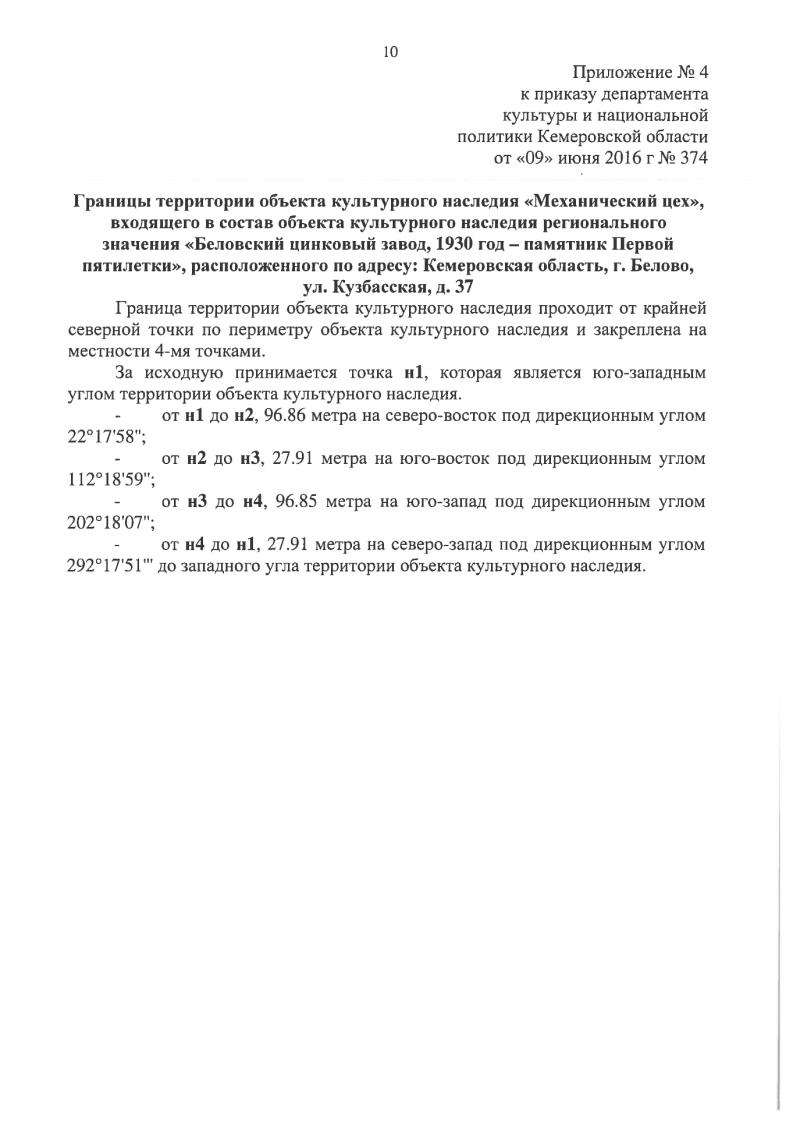 10
Приложение № 4
к приказу департамента
культуры и национальной
политики Кемеровской области
от «09» июня 2016 г № 374
Границы территории объекта культурного наследия «Механический цех»,
входящего в состав объекта культурного наследия регионального
значения «Беловский цинковый завод, 1930 год – памятник Первой
пятилетки», расположенного по адресу: Кемеровская область, г. Белово,
ул. Кузбасская, д. 37
Граница территории объекта культурного наследия проходит от крайней
северной точки по периметру объекта культурного наследия и закреплена на
местности 4-мя точками.
За исходную принимается точка н1, которая является юго-западным
углом территории объекта культурного наследия.
- от н1 до н2, 96.86 метра на северо-восток под дирекционным углом
22°17'58";
- от н2 до н3, 27.91 метра на юго-восток под дирекционным углом
112°18'59";
- от н3 до н4, 96.85 метра на юго-запад под дирекционным углом
202°18'07";
- от н4 до н1, 27.91 метра на северо-запад под дирекционным углом
292°17'51'" до западного угла территории объекта культурного наследия.